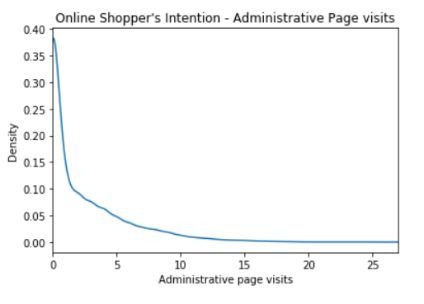 Online Shopper's Intention - Administrative Page visits
0.40
0.35
0.30
0.25
0.20
0.15
0.10
0.05
0.00
Density
0 5 10 15 20 25
Administrative page visits